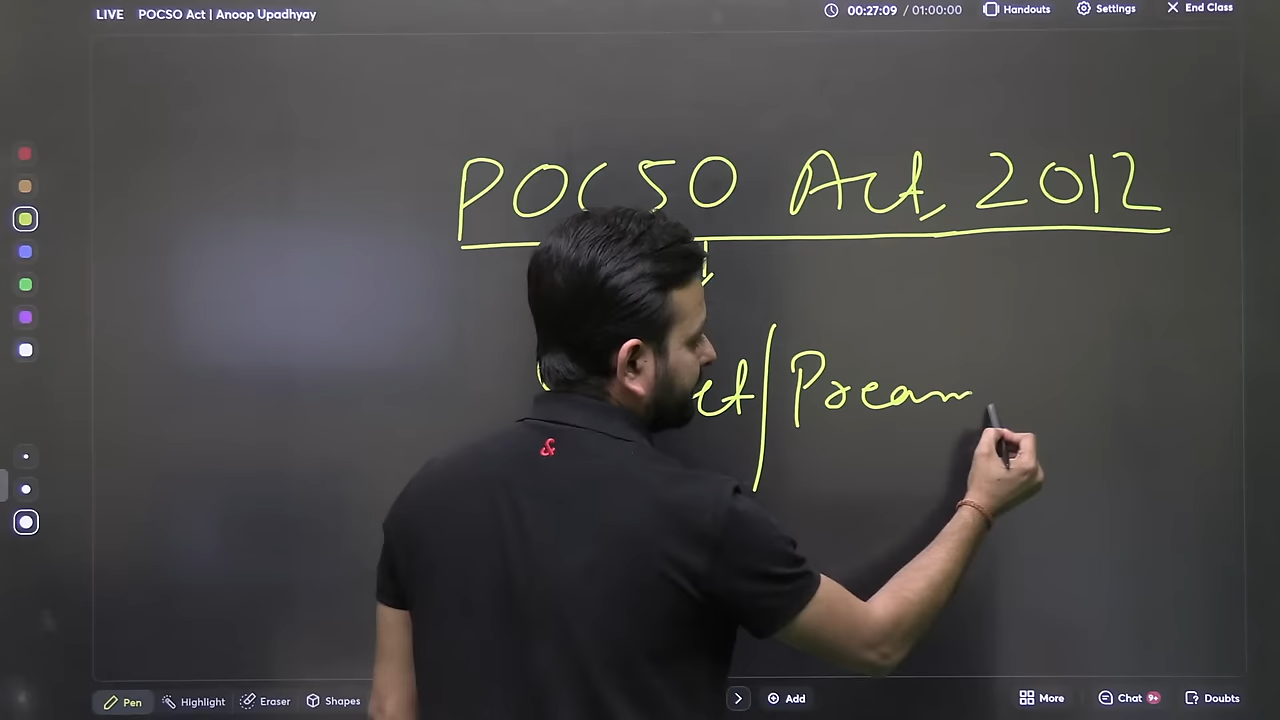 LIVE POCSO Act | Anoop Upadhyay 00:27:09 / 01:00:00 Handouts Settings End Class
POCSO Act, 2012
Pream
&
Pen Highlight Eraser Shapes Add More Chat 9+ Doubts